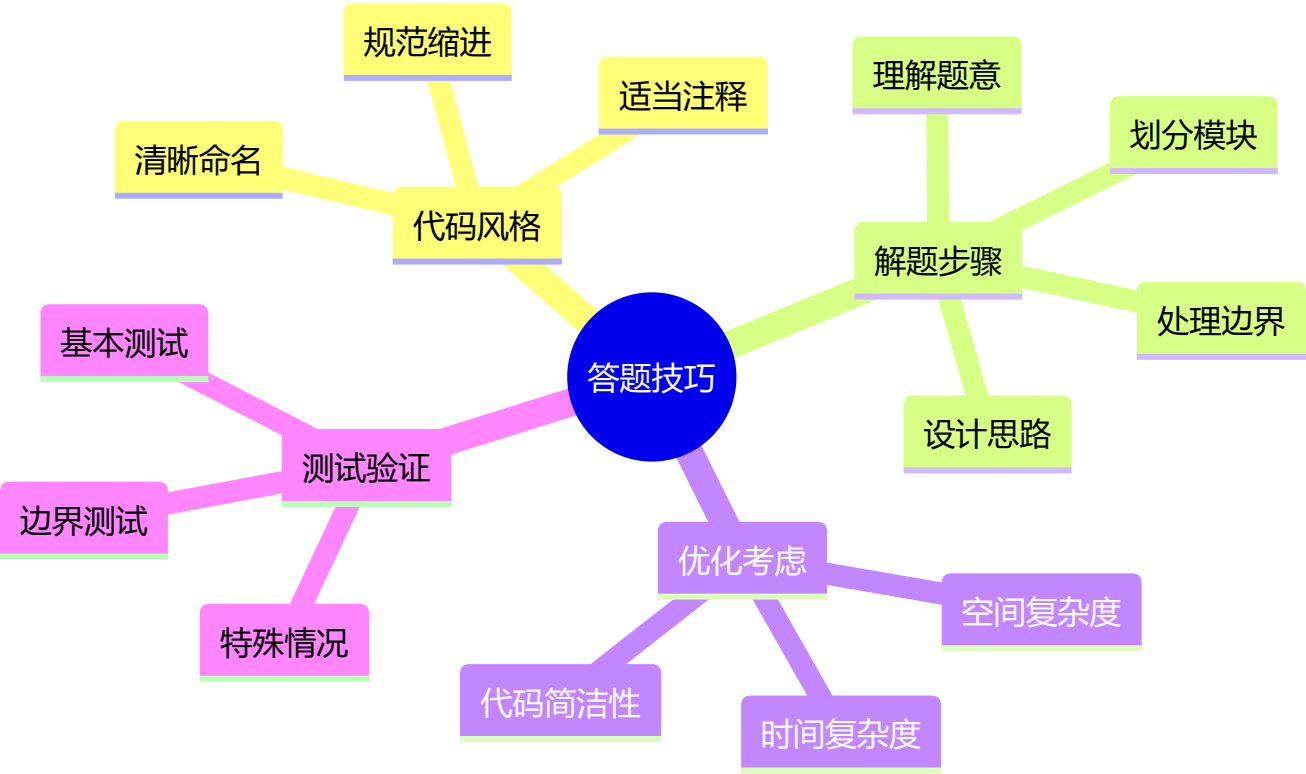 规范缩进
适当注释
清晰命名
代码风格
理解题意
划分模块
解题步骤
处理边界
设计思路
答题技巧
基本测试
测试验证
边界测试
特殊情况
优化考虑
空间复杂度
代码简洁性
时间复杂度